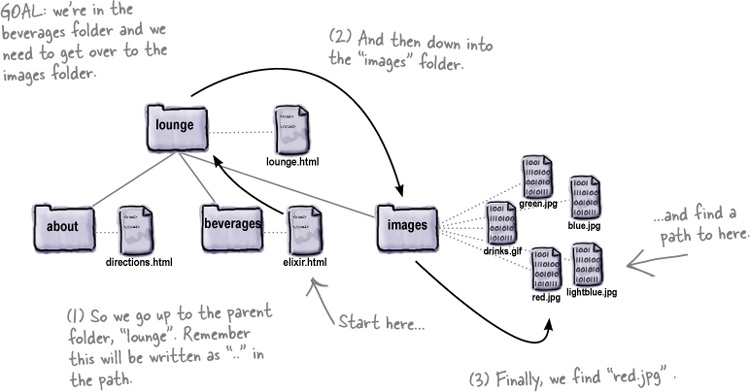 GOAL: we're in the
beverages folder and we
need to get over to the
images folder.
(2) And then down into
the "images" folder.
lounge
lounge.html
about
directions.html
beverages
elixir.html
images
green.jpg
blue.jpg
drinks.gif
red.jpg
lightblue.jpg
...and find a
path to here.
(1) So we go up to the parent
folder, "lounge". Remember
this will be written as ".." in
the path.
Start here...
(3) Finally, we find "red.jpg" .